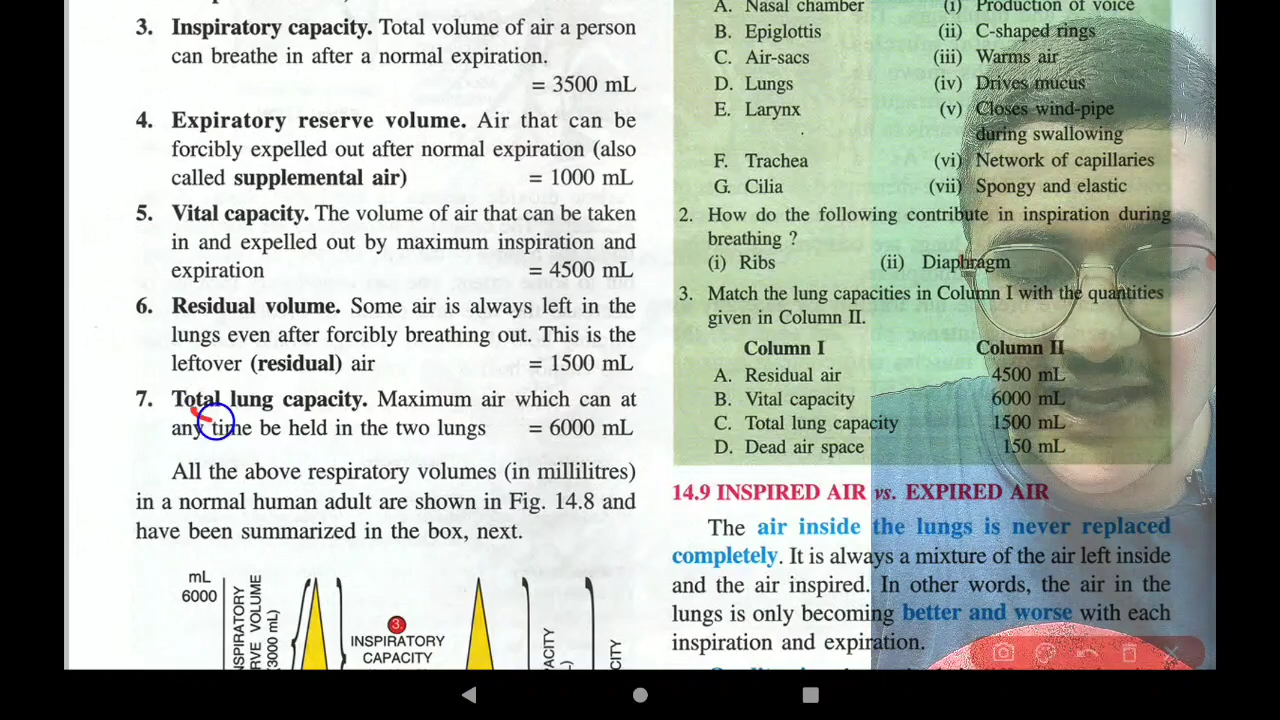 3. Inspiratory capacity. Total volume of air a person
can breathe in after a normal expiration.
= 3500 mL
4. Expiratory reserve volume. Air that can be
forcibly expelled out after normal expiration (also
called supplemental air) = 1000 mL
5. Vital capacity. The volume of air that can be taken
in and expelled out by maximum inspiration and
expiration = 4500 mL
6. Residual volume. Some air is always left in the
lungs even after forcibly breathing out. This is the
leftover (residual) air = 1500 mL
7. Total lung capacity. Maximum air which can at
any time be held in the two lungs = 6000 mL
All the above respiratory volumes (in millilitres)
in a normal human adult are shown in Fig. 14.8 and
have been summarized in the box, next.
mL
6000
(3000 mL)
3.
INSPIRATORY
CAPACITY
A. Nasal chamber (i) Production of voice
B. Epiglottis (ii) C-shaped rings
C. Air-sacs (iii) Warms air
D. Lungs (iv) Drives mucus
E. Larynx (v) Closes wind-pipe
during swallowing
F. Trachea (vi) Network of capillaries
G. Cilia (vii) Spongy and elastic
2. How do the following contribute in inspiration during
breathing ?
(i) Ribs (ii) Diaphragm
3. Match the lung capacities in Column I with the quantities
given in Column II.
Column I Column II
A. Residual air 4500 mL
B. Vital capacity 6000 mL
C. Total lung capacity 1500 mL
D. Dead air space 150 mL
14.9 INSPIRED AIR vs. EXPIRED AIR
The air inside the lungs is never replaced
completely. It is always a mixture of the air left inside
and the air inspired. In other words, the air in the
lungs is only becoming better and worse with each
inspiration and expiration.